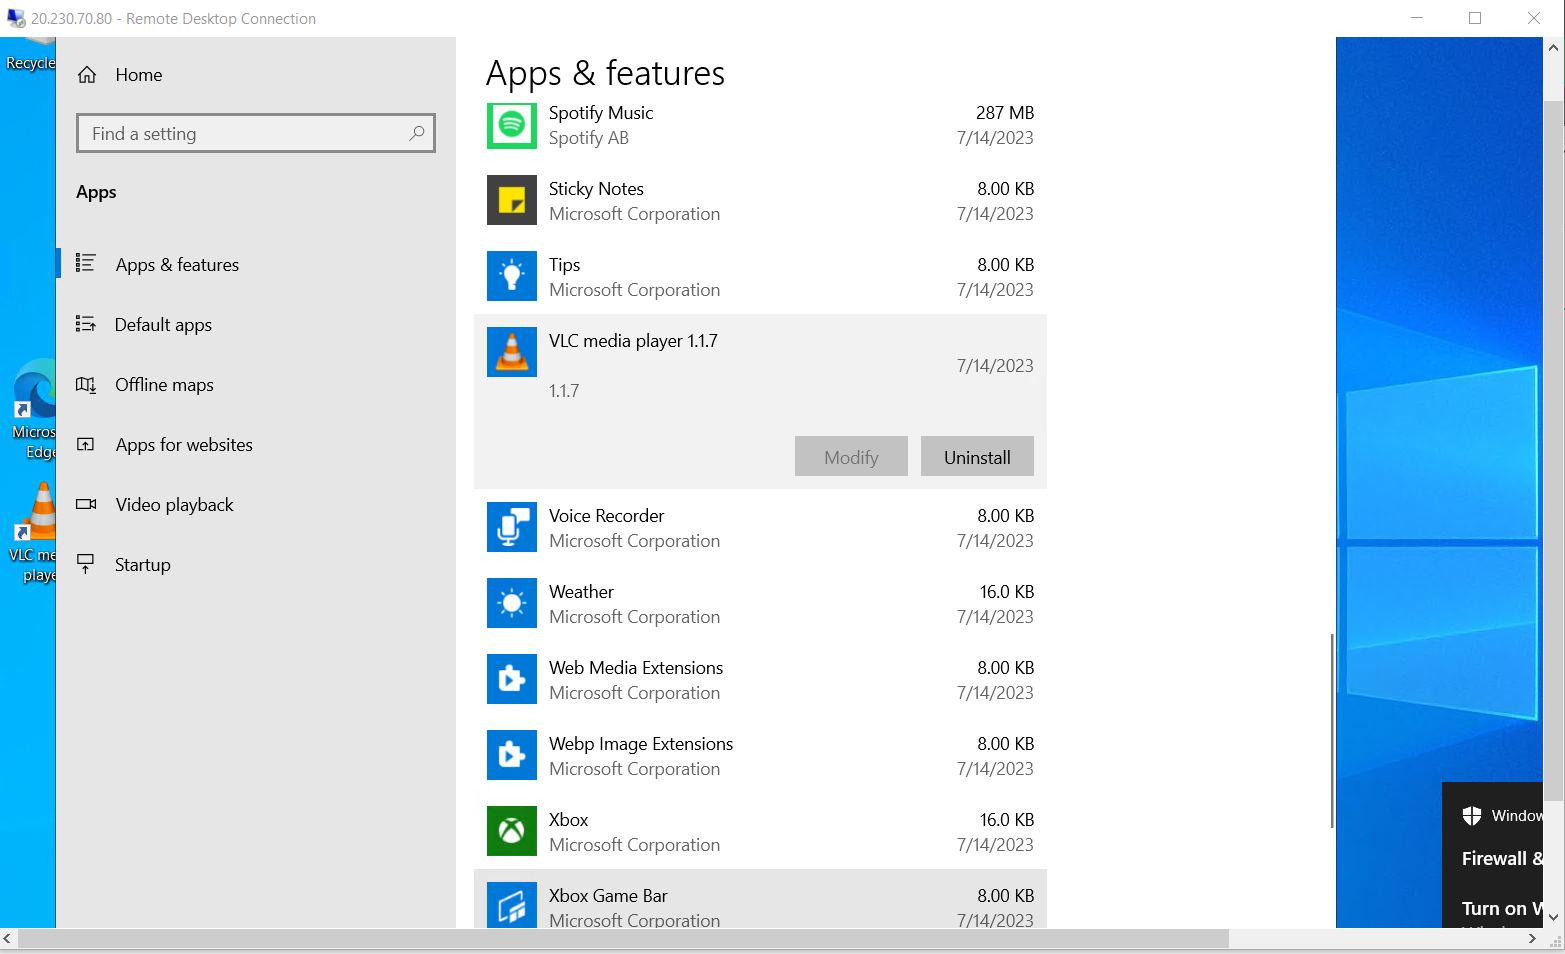 20.230.70.80 - Remote Desktop Connection
Recycle
Micros
Edge
VLC me
playe
Home
Find a setting
Apps
Apps & features
Default apps
Offline maps
Apps for websites
Video playback
Startup
Apps & features
Spotify Music 287 MB
Spotify AB 7/14/2023
Sticky Notes 8.00 KB
Microsoft Corporation 7/14/2023
Tips 8.00 KB
Microsoft Corporation 7/14/2023
VLC media player 1.1.7
7/14/2023
1.1.7
Modify Uninstall
Voice Recorder 8.00 KB
Microsoft Corporation 7/14/2023
Weather 16.0 KB
Microsoft Corporation 7/14/2023
Web Media Extensions 8.00 KB
Microsoft Corporation 7/14/2023
Webp Image Extensions 8.00 KB
Microsoft Corporation 7/14/2023
Xbox 16.0 KB
Microsoft Corporation 7/14/2023
Xbox Game Bar 8.00 KB
Microsoft Corporation 7/14/2023
Window
Firewall &
Turn on W